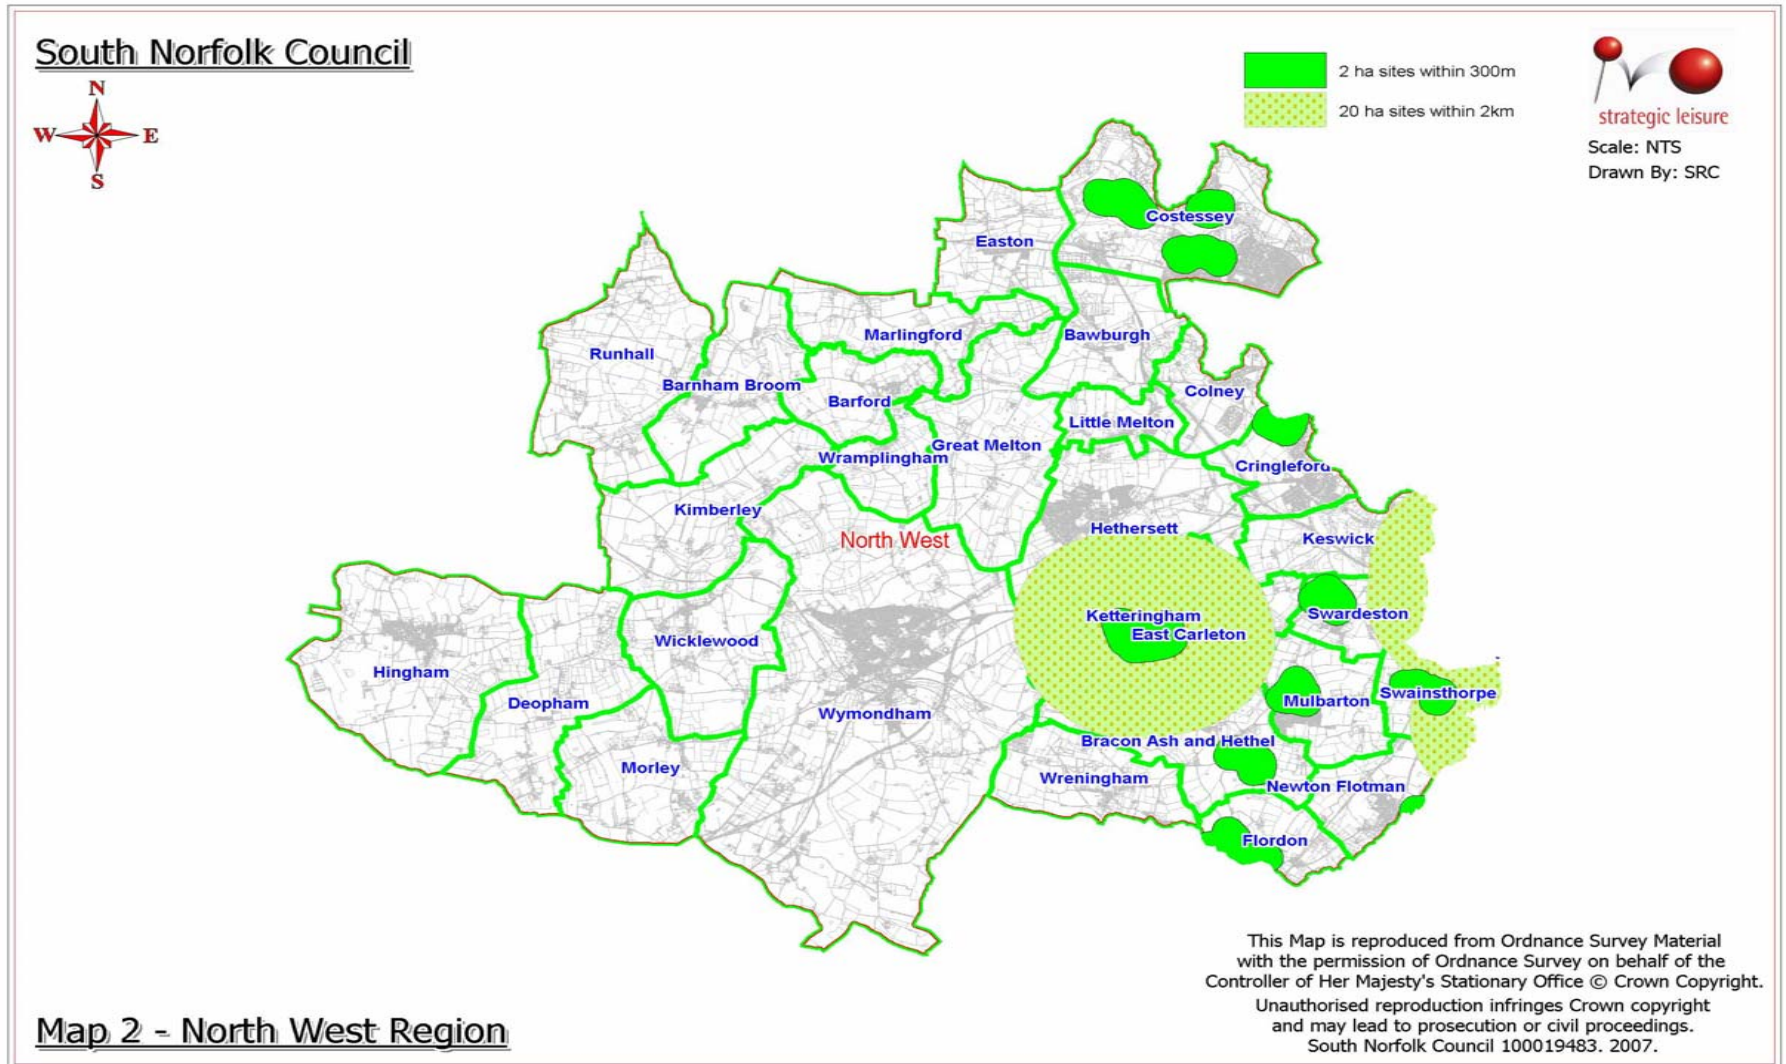 South Norfolk Council
N
W E
S
2 ha sites within 300m
20 ha sites within 2km
strategic leisure
Scale: NTS
Drawn By: SRC
Costessey
Easton
Marlingford
Bawburgh
Runhall
Barnham Broom
Colney
Barford
Little Melton
Great Melton
Wramplingham
Cringleford
Kimberley
Hethersett
North West
Keswick
Ketteringham
Swardeston
East Carleton
Wicklewood
Hingham
Swainsthorpe
Deopham
Mulbarton
Wymondham
Bracon Ash and Hethel
Morley
Wreningham
Newton Flotman
Flordon
This Map is reproduced from Ordnance Survey Material
with the permission of Ordnance Survey on behalf of the
Controller of Her Majesty's Stationary Office © Crown Copyright.
Unauthorised reproduction infringes Crown copyright
and may lead to prosecution or civil proceedings.
South Norfolk Council 100019483. 2007.
Map 2 - North West Region